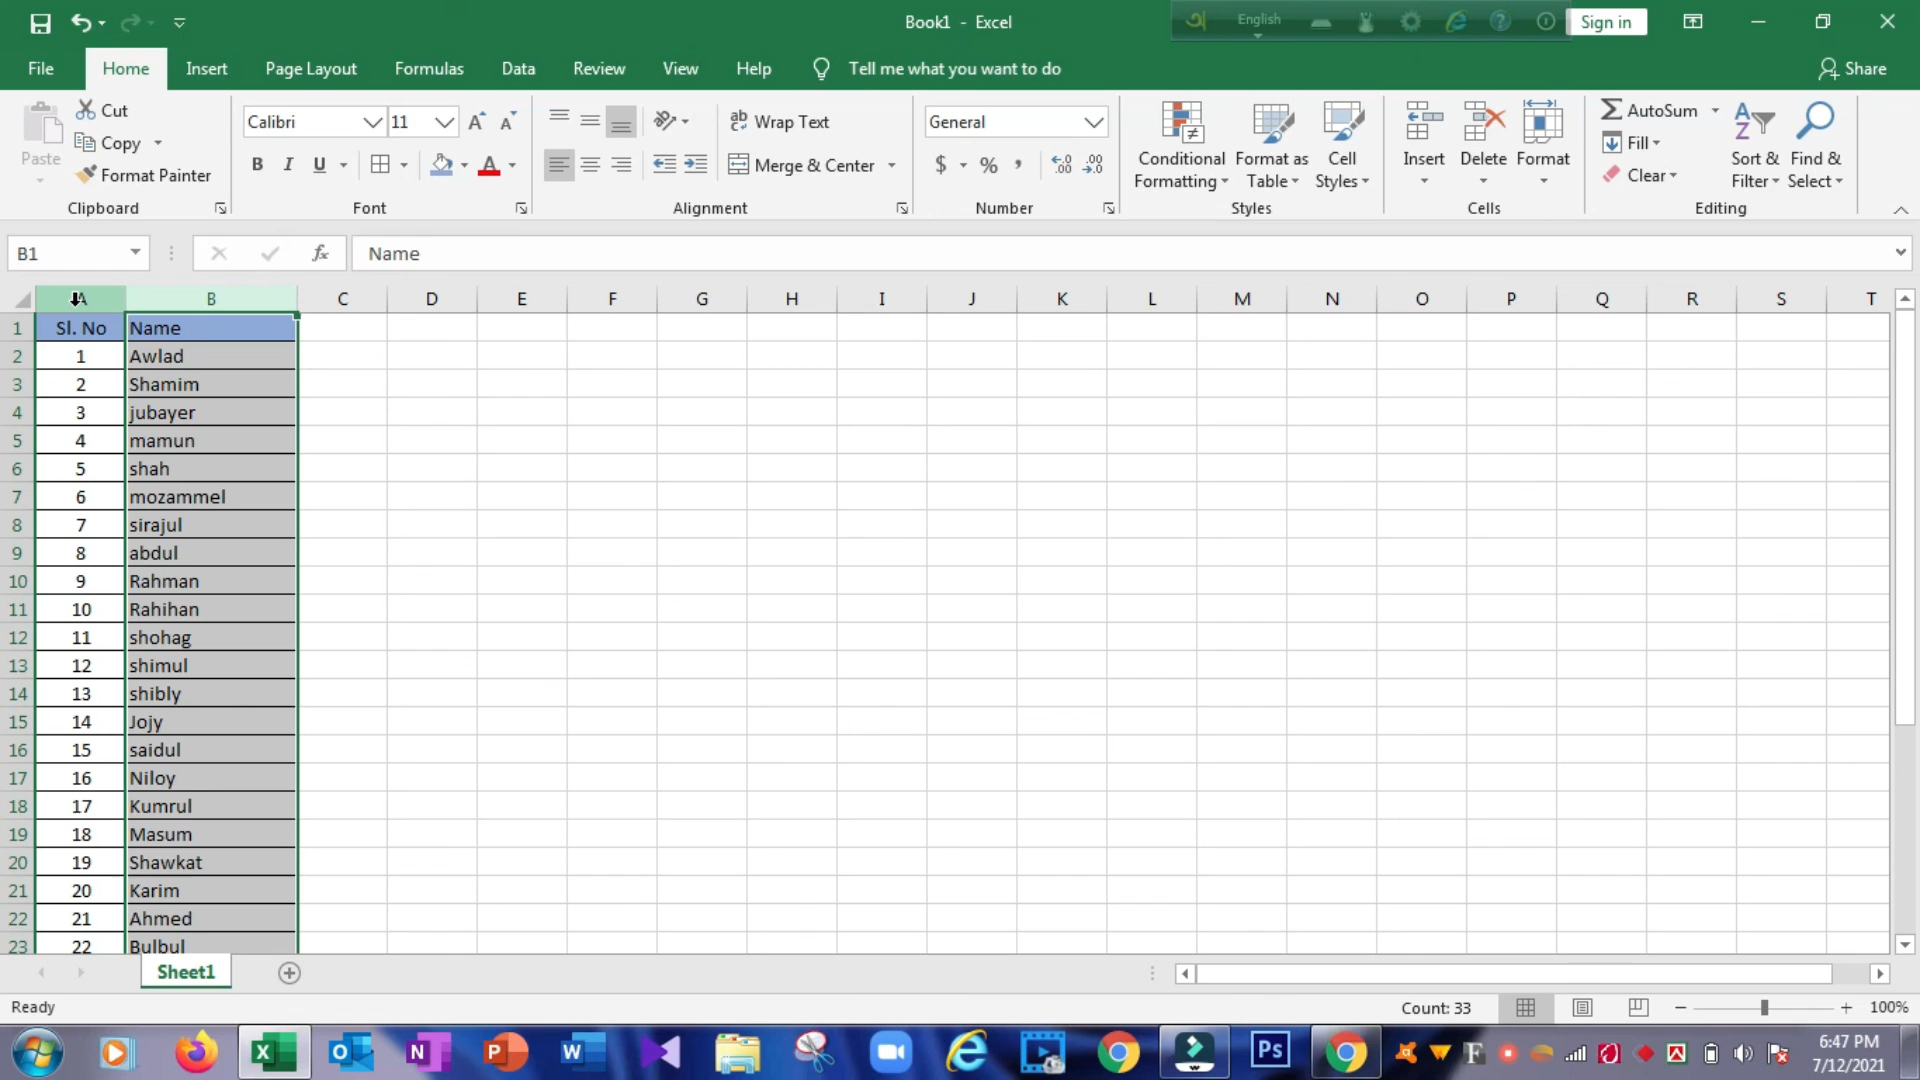 Book1 - Excel
English
Sign in
File Home Insert Page Layout Formulas Data Review View Help Tell me what you want to do Share
Paste
Cut
Copy
Format Painter
Clipboard
Calibri 11
B I U A
Font
Wrap Text
Merge & Center
Alignment
General
$ % ,
Number
Conditional Formatting
Format as Table
Cell Styles
Styles
Insert
Delete
Format
Cells
AutoSum
Fill
Clear
Sort & Filter
Find & Select
Editing
B1 fx Name
A B C D E F G H I J K L M N O P Q R S T
1 Sl. No Name
2 1 Awlad
3 2 Shamim
4 3 jubayer
5 4 mamun
6 5 shah
7 6 mozammel
8 7 sirajul
9 8 abdul
10 9 Rahman
11 10 Rahihan
12 11 shohag
13 12 shimul
14 13 shibly
15 14 Jojy
16 15 saidul
17 16 Niloy
18 17 Kumrul
19 18 Masum
20 19 Shawkat
21 20 Karim
22 21 Ahmed
23 22 Bulbul
Sheet1
Ready Count: 33 100%
6:47 PM
7/12/2021